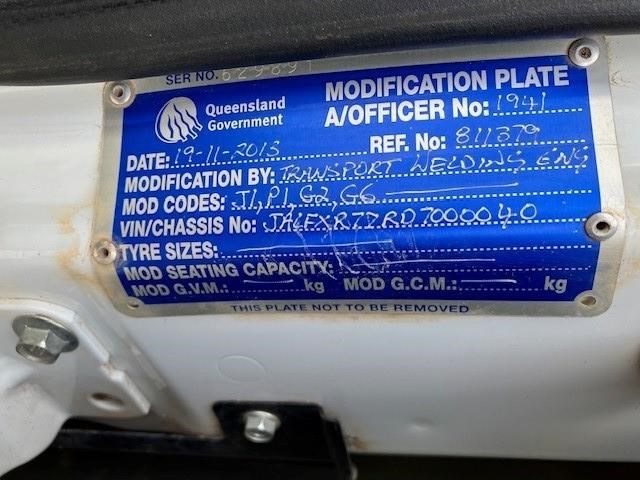 SER NO. 629891
Queensland Government
MODIFICATION PLATE
A/OFFICER No: 1941
DATE: 19-11-2013
REF. No: 811379
MODIFICATION BY: TRANSPORT WELDING ENG
MOD CODES: J1, P1, G2, G6
VIN/CHASSIS No: JALFXR77RD7000040
TYRE SIZES:
MOD SEATING CAPACITY:
MOD G.V.M.: kg MOD G.C.M.: kg
THIS PLATE NOT TO BE REMOVED